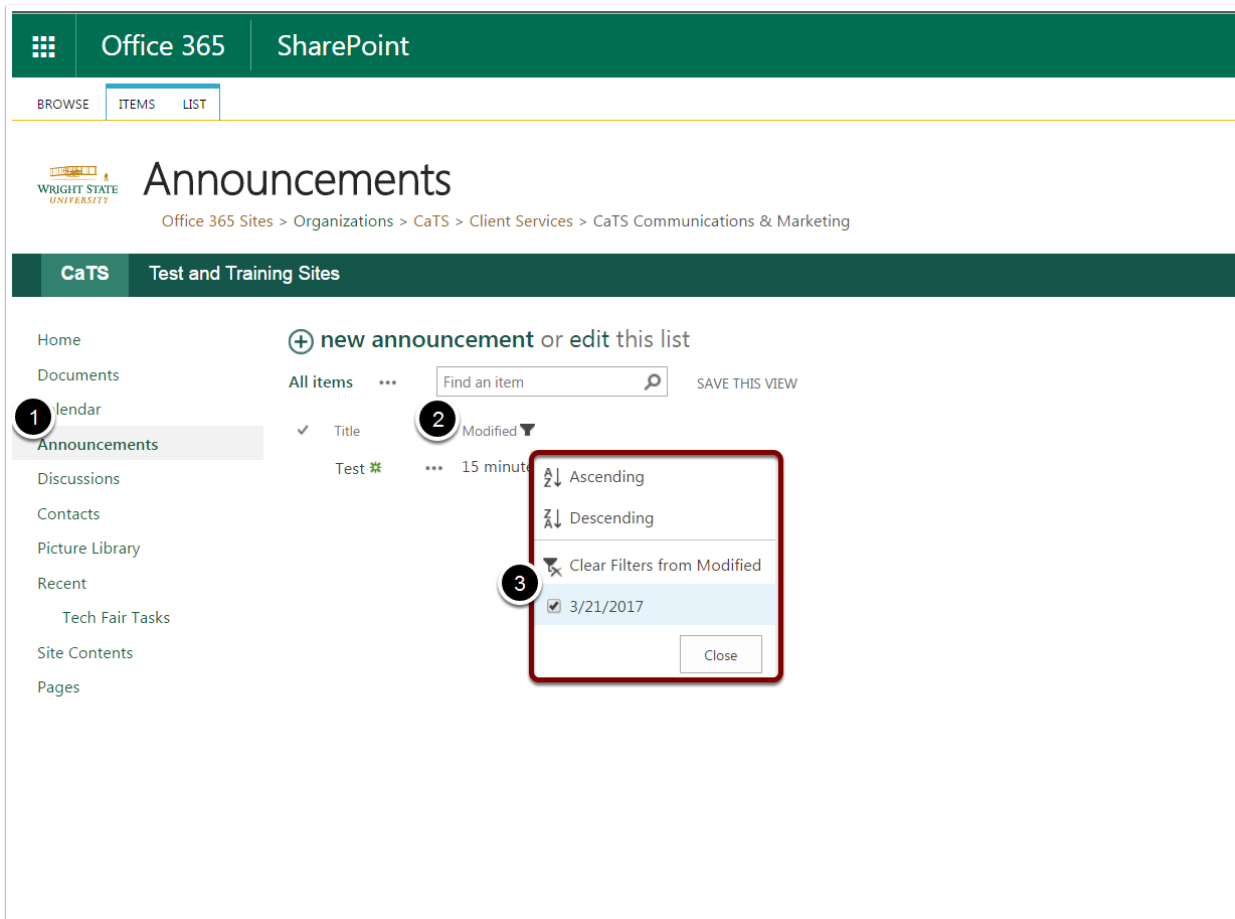 Office 365 SharePoint
BROWSE ITEMS LIST
WRIGHT STATE
UNIVERSITY
Announcements
Office 365 Sites > Organizations > CaTS > Client Services > CaTS Communications & Marketing
CaTS Test and Training Sites
Home
Documents
lendar
1
Announcements
Discussions
Contacts
Picture Library
Recent
Tech Fair Tasks
Site Contents
Pages
new announcement or edit this list
All items ••• Find an item SAVE THIS VIEW
Title 2 Modified
Test ••• 15 minute
Ascending
Descending
Clear Filters from Modified
3
3/21/2017
Close